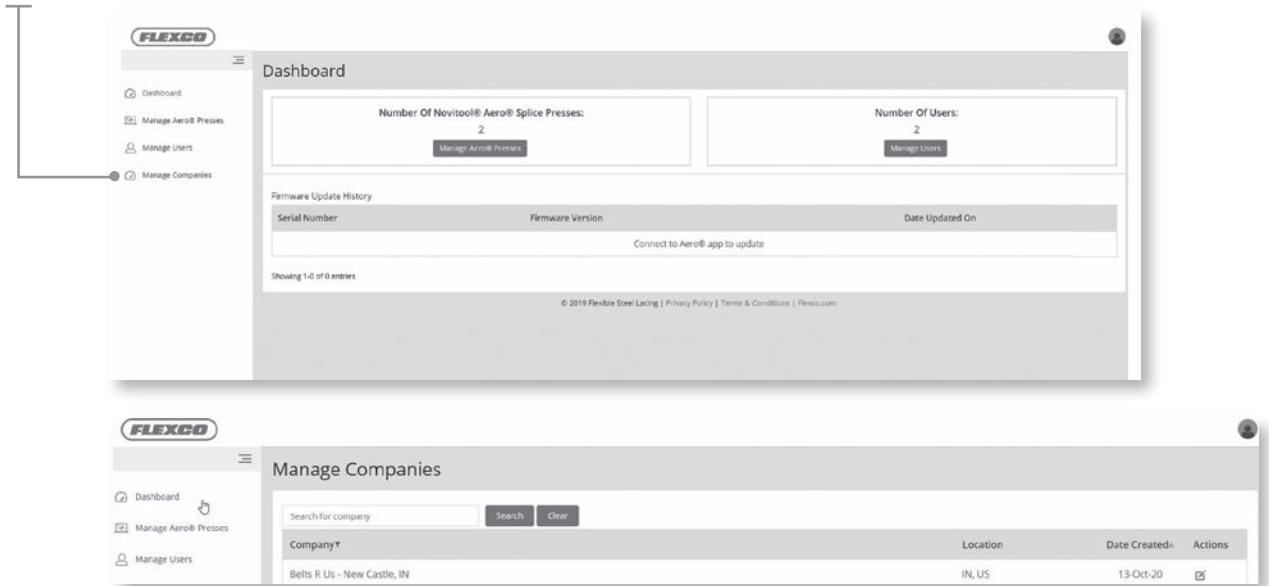 FLEXCO
Dashboard
Dashboard
Manage Aero® Presses
Manage Users
Manage Companies
Number Of Novitool® Aero® Splice Presses:
2
Manage Aero® Presses
Number Of Users:
2
Manage Users
Firmware Update History
Serial Number Firmware Version Date Updated On
Connect to Aero® app to update
Showing 1-0 of 0 entries
© 2019 Flexible Steel Lacing | Privacy Policy | Terms & Conditions | Flexco.com
FLEXCO
Manage Companies
Dashboard
Manage Aero® Presses
Manage Users
Search for company Search Clear
Company▼ Location Date Created▵ Actions
Belts R Us - New Castle, IN IN, US 13-Oct-20